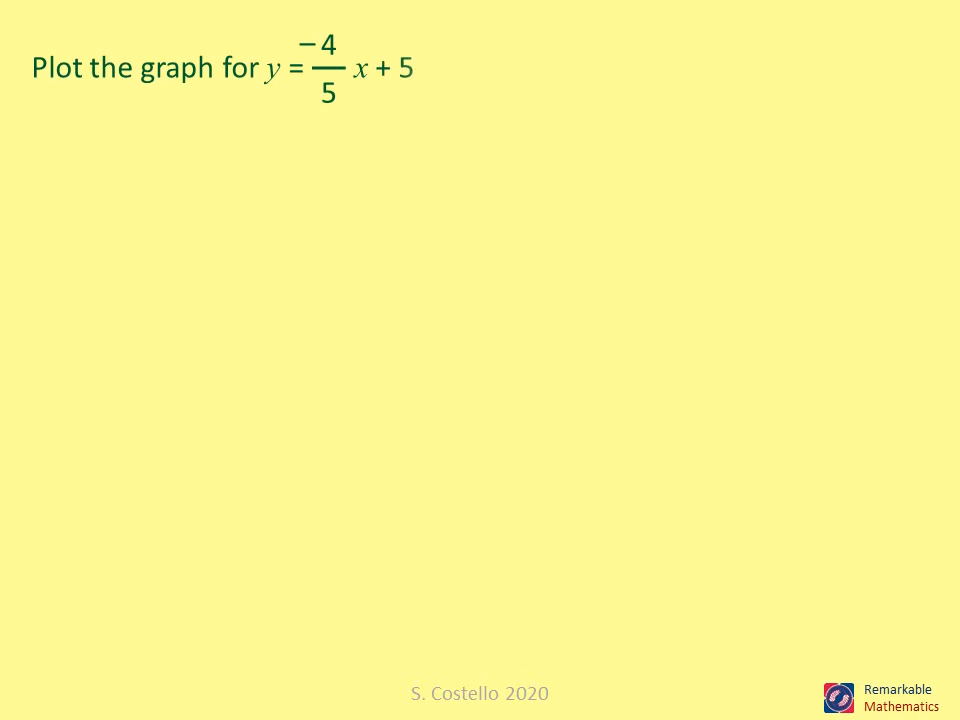 Plot the graph for y = –4/5 x + 5
S. Costello 2020
Remarkable
Mathematics